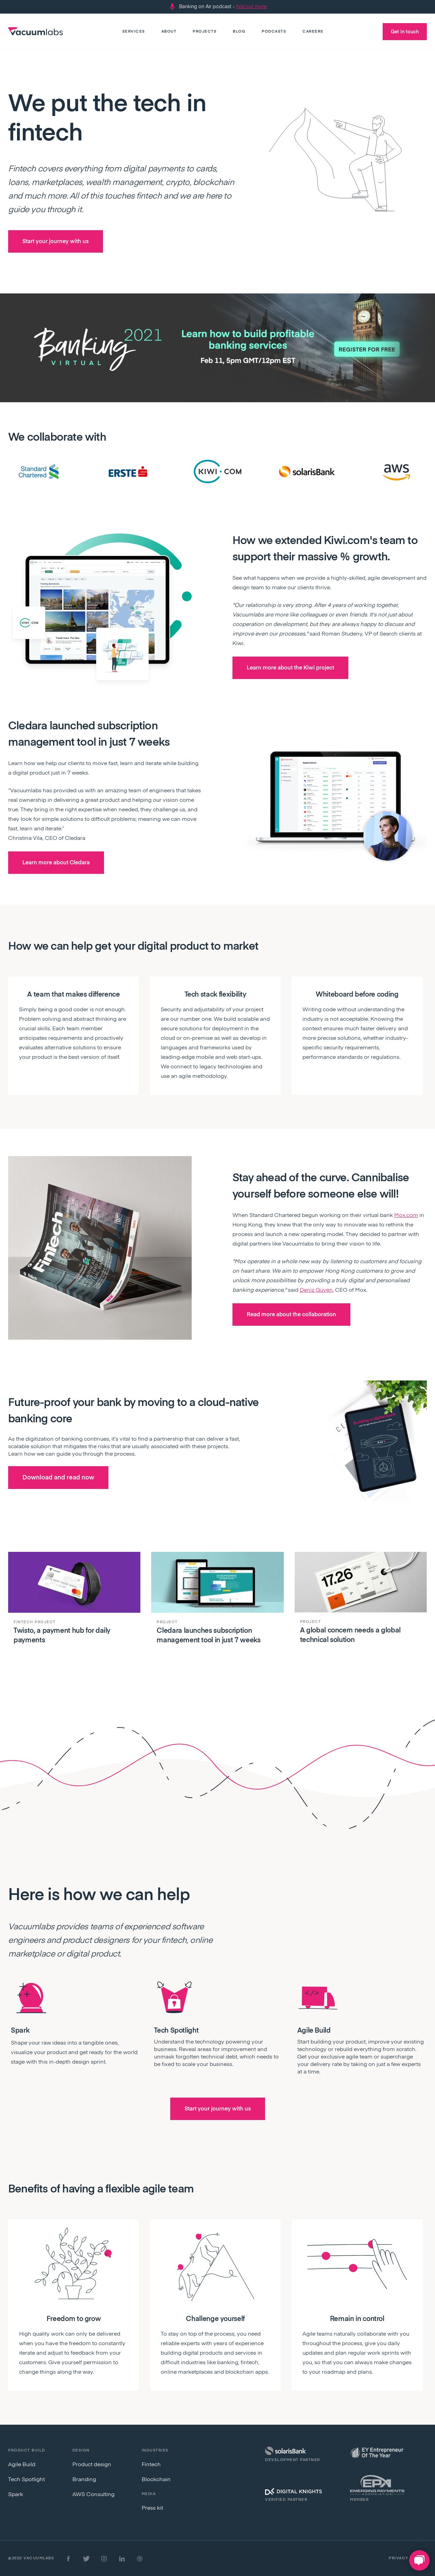 Banking on Air podcast - Find out more
vacuumlabs
SERVICES
ABOUT
PROJECTS
BLOG
PODCASTS
CAREERS
Get in touch
We put the tech in
fintech
Fintech covers everything from digital payments to cards,
loans, marketplaces, wealth management, crypto, blockchain
and much more. All of this touches fintech and we are here to
guide you through it.
Start your journey with us
Banking 2021
VIRTUAL
Learn how to build profitable
banking services
Feb 11, 5pm GMT/12pm EST
REGISTER FOR FREE
We collaborate with
Standard
Chartered
ERSTE
KIWI.COM
solarisBank
aws
How we extended Kiwi.com's team to
support their massive % growth.
See what happens when we provide a highly-skilled, agile development and
design team to make our clients thrive.
"Our relationship is very strong. After 4 years of working together,
Vacuumlabs are more like colleagues or even friends. It's not just about
cooperation on development, but they are always happy to discuss and
improve even our processes." said Roman Studeny, VP of Search Clients at
Kiwi.
Learn more about the Kiwi project
Cledara launched subscription
management tool in just 7 weeks
Learn how we help our clients to move fast, learn and iterate while building
a digital product just in 7 weeks.
"Vacuumlabs has provided us with an amazing team of engineers that takes
real ownership in delivering a great product and helping our vision come
true. They bring to the project the expertise we need but challenge us, and
they look for simple solutions to difficult problems; meaning we can move
fast, learn and iterate."
Christina Vila, CEO of Cledara
Learn more about Cledara
How we can help get your digital product to market
A team that makes difference
Simply being a good coder is not enough.
Problem solving and abstract thinking are
crucial skills. Each team member
anticipates requirements and proactively
evaluates alternative solutions to ensure
your product is the best version of itself.
Tech stack flexibility
Security and adjustability of your project
are our number one. We build scalable and
secure solutions for deployment in the
cloud or on-premise as well as develop in
languages and frameworks used by
leading-edge mobile and web start-ups.
We connect to legacy technologies and
use an agile methodology.
Whiteboard before coding
Writing code without understanding the
industry is not acceptable. Knowing the
context ensures much faster delivery and
more precise solutions, whether industry-
specific security requirements,
performance standards or regulations.
FinTech
Stay ahead of the curve. Cannibalise
yourself before someone else will!
When Standard Chartered begun working on their virtual bank Mox.com in
Hong Kong, they knew that the only way to innovate was to rethink the
process and launch a new operating model. They decided to partner with
digital partners like Vacuumlabs to bring their vision to life.
"Mox operates in a whole new way by listening to customers and focusing
on heart share. We aim to empower Hong Kong customers to grow and
unlock more possibilities by providing a truly digital and personalised
banking experience," said Deniz Güven, CEO of Mox.
Read more about the collaboration
Future-proof your bank by moving to a cloud-native
banking core
As the digitization of banking continues, it's vital to find a partnership that can deliver a fast,
scalable solution that mitigates the risks that are usually associated with these projects.
Learn how we can guide you through the process.
Download and read now
FINTECH PROJECT
Twisto, a payment hub for daily
payments
PROJECT
Cledara launches subscription
management tool in just 7 weeks
17.26
PROJECT
A global concern needs a global
technical solution
Here is how we can help
Vacuumlabs provides teams of experienced software
engineers and product designers for your fintech, online
marketplace or digital product.
Spark
Shape your raw ideas into a tangible ones,
visualize your product and get ready for the world
stage with this in-depth design sprint.
Tech Spotlight
Understand the technology powering your
business. Reveal areas for improvement and
unmask forgotten technical debt, which needs to
be fixed to scale your business.
Agile Build
Start building your product, improve your existing
technology or rebuild everything from scratch.
Get your exclusive agile team or supercharge
your delivery rate by taking on just a few experts
at a time.
Start your journey with us
Benefits of having a flexible agile team
Freedom to grow
High quality work can only be delivered
when you have the freedom to constantly
iterate and adjust to feedback from your
customers. Give yourself permission to
change things along the way.
Challenge yourself
To stay on top of the process, you need
reliable experts with years of experience
building digital products and services in
difficult industries like banking, fintech,
online marketplaces and blockchain apps.
Remain in control
Agile teams naturally collaborate with you
throughout the process, give you daily
updates and plan regular work sprints with
you, so that you can always make changes
to your roadmap and plans.
PRODUCT BUILD
Agile Build
Tech Spotlight
Spark
DESIGN
Product design
Branding
AWS Consulting
INDUSTRIES
Fintech
Blockchain
MEDIA
Press kit
solarisBank
DEVELOPMENT PARTNER
EY Entrepreneur
Of The Year
DIGITAL KNIGHTS
VERIFIED PARTNER
EPA
EMERGING PAYMENTS
ASSOCIATION
MEMBER
©2020 VACUUMLABS
PRIVACY